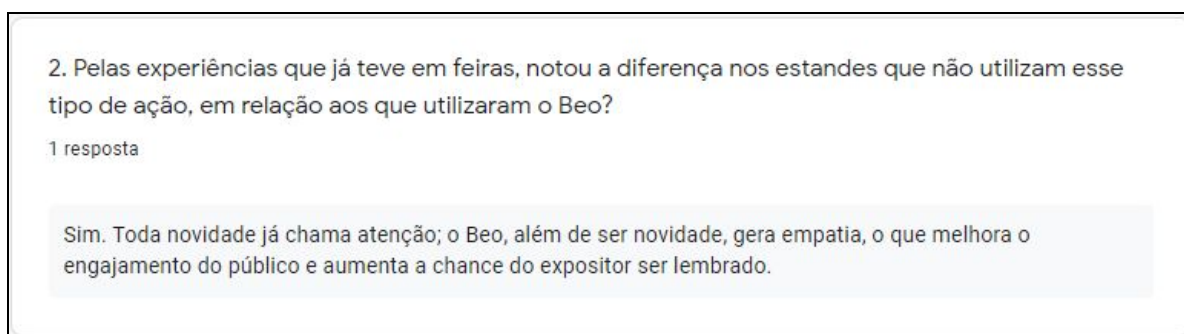 2. Pelas experiências que já teve em feiras, notou a diferença nos estandes que não utilizam esse
tipo de ação, em relação aos que utilizaram o Beo?
1 resposta
Sim. Toda novidade já chama atenção; o Beo, além de ser novidade, gera empatia, o que melhora o
engajamento do público e aumenta a chance do expositor ser lembrado.